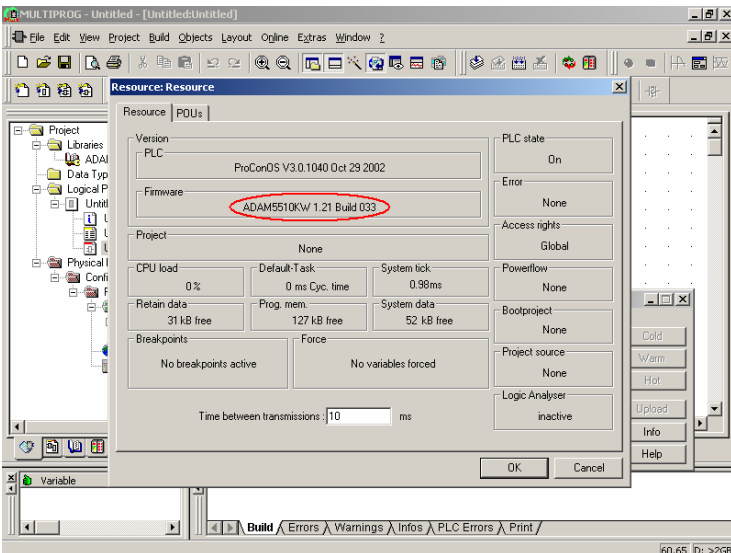 MULTIPROG - Untitled - [Untitled:Untitled]
File Edit View Project Build Objects Layout Online Extras Window ?
Resource: Resource
Resource POUs
Project
Libraries
ADA
Data Typ
Logical P
Untitl
Physical
Confi
Version
PLC
ProConOS V3.0.1040 Oct 29 2002
Firmware
ADAM5510KW 1.21 Build 033
Project
None
CPU load
0 %
Default-Task
0 ms Cyc. time
System tick
0.98ms
Retain data
31 kB free
Prog. mem.
127 kB free
System data
52 kB free
Breakpoints
No breakpoints active
Force
No variables forced
Time between transmissions : 10 ms
PLC state
On
Error
None
Access rights
Global
Powerflow
None
Bootproject
None
Project source
None
Logic Analyser
inactive
OK Cancel
Cold
Warm
Hot
Upload
Info
Help
Variable
Build Errors Warnings Infos PLC Errors Print
60,65 D: >2GB